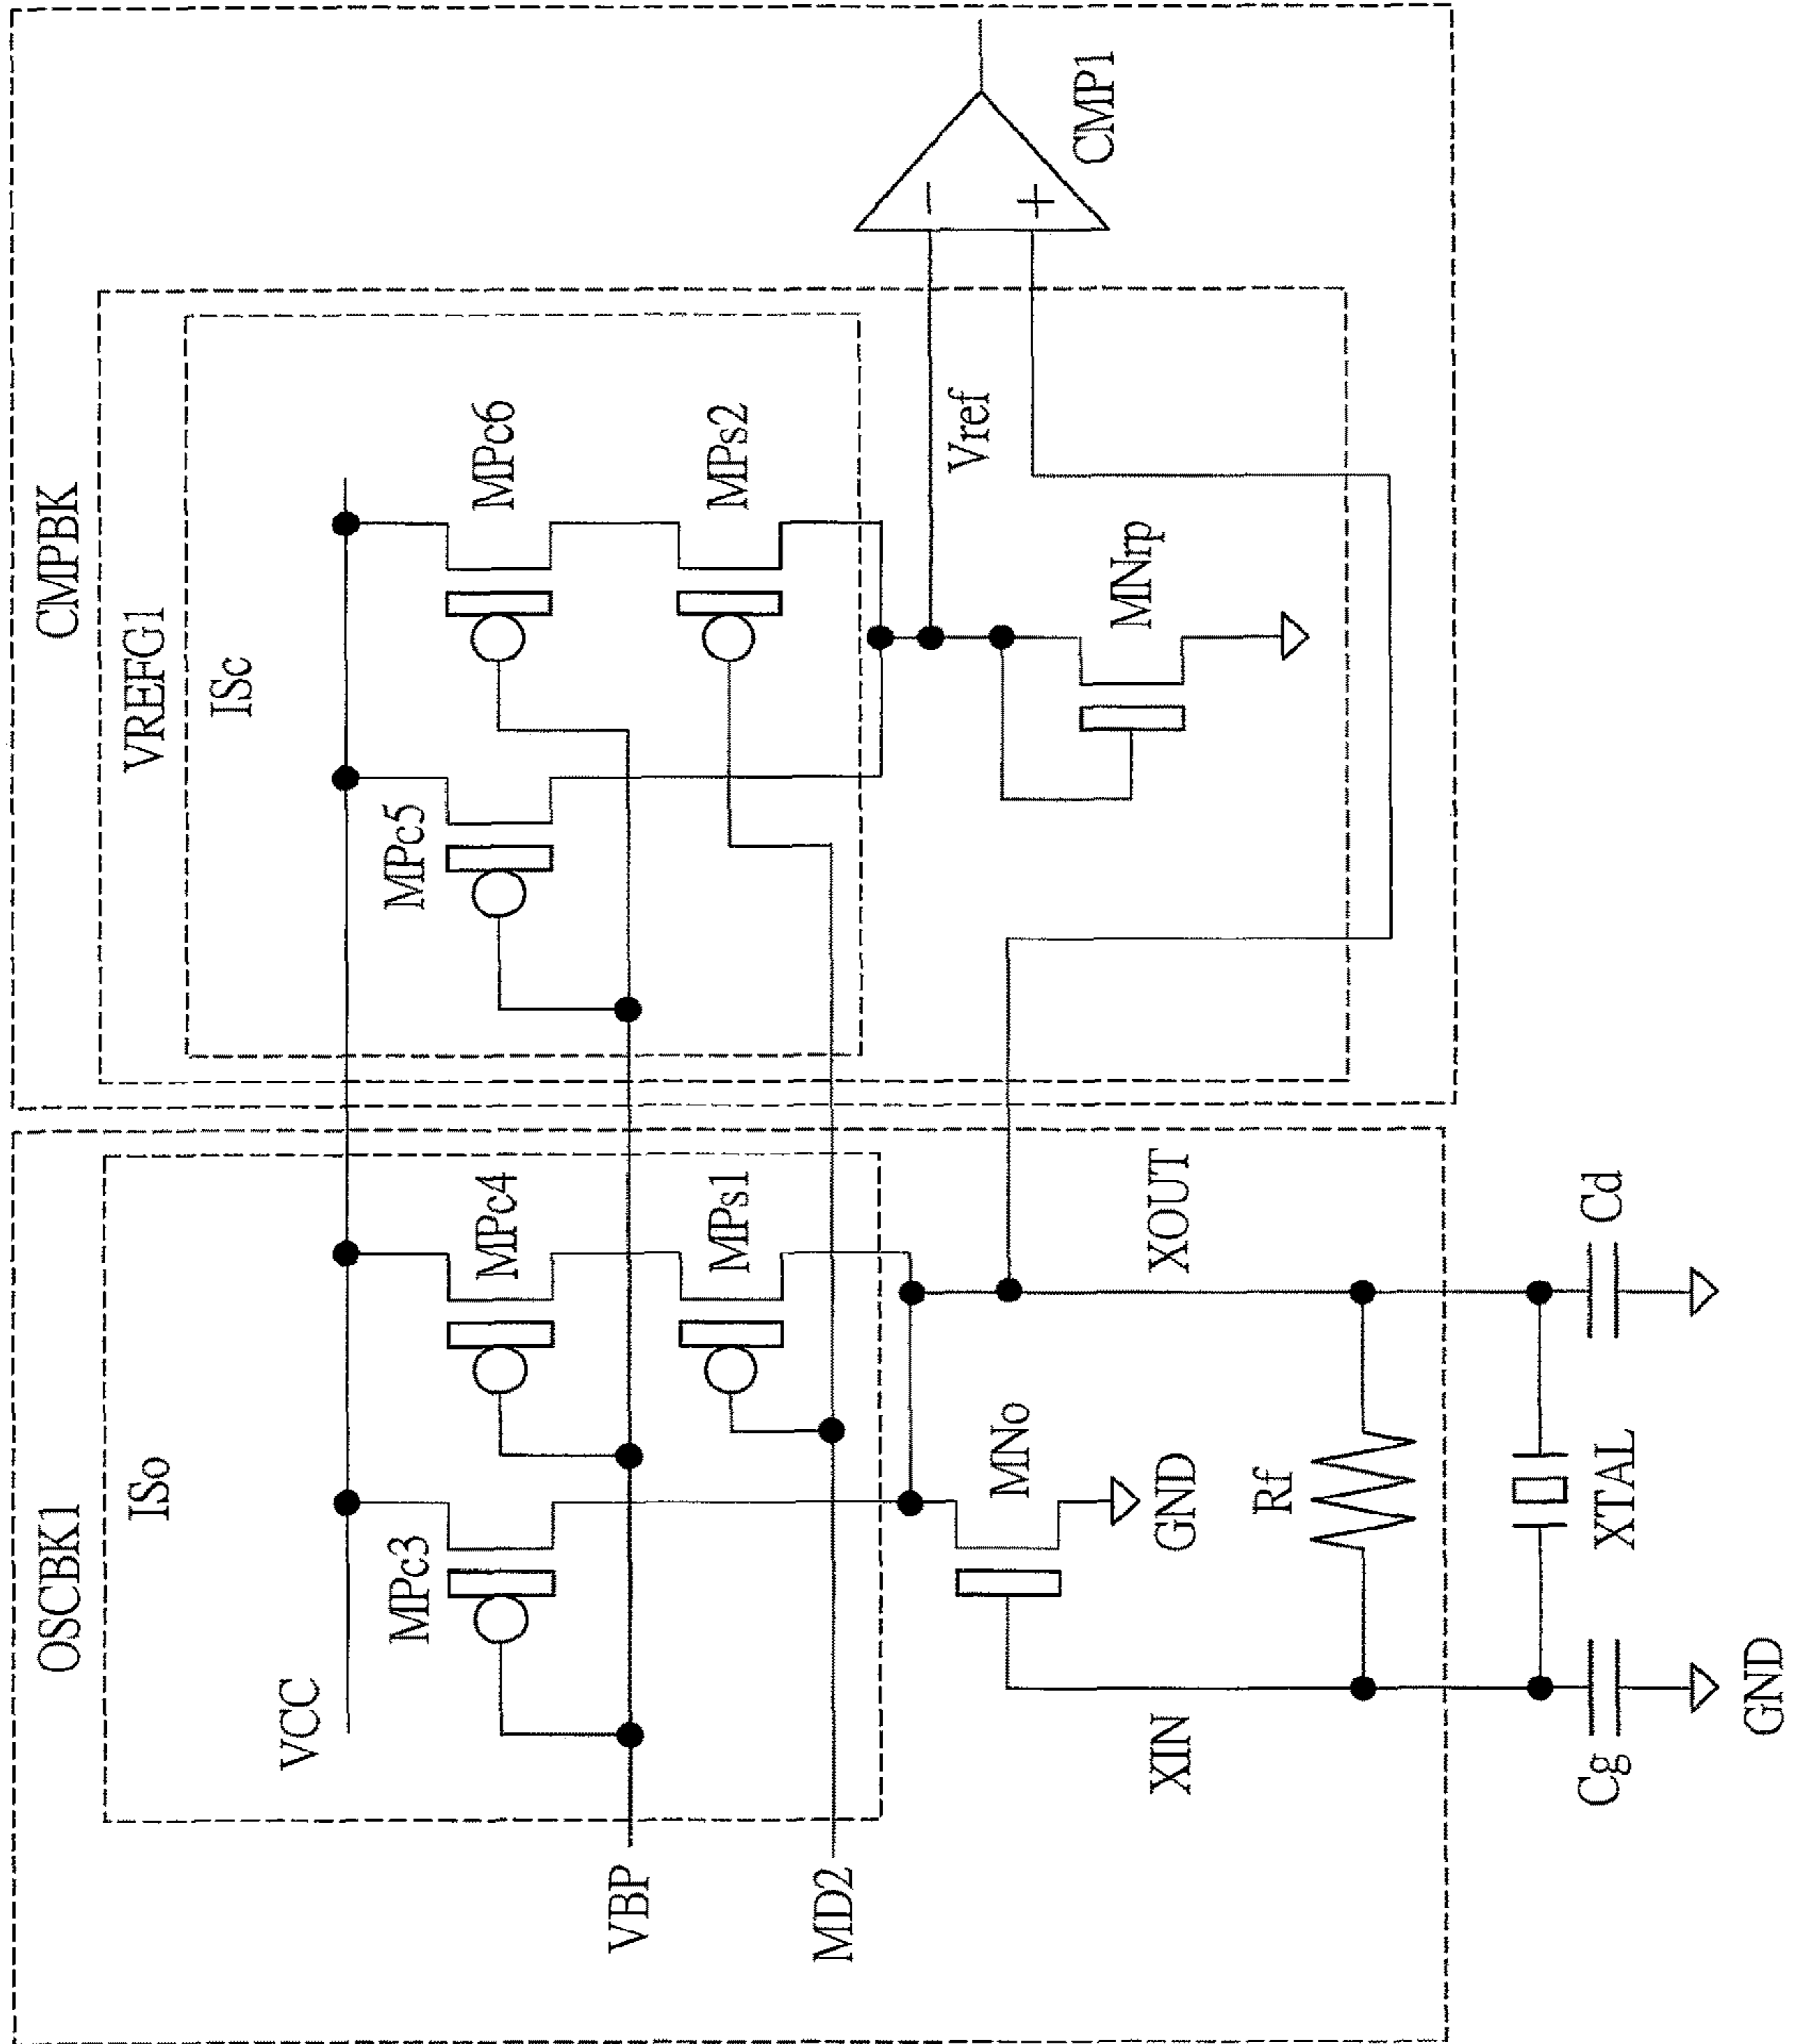 OSCBK1
CMPBK
VREFG1
ISo
ISc
VCC
MPc3
MPc4
MPc5
MPc6
VBP
MPs1
MPs2
MD2
Vref
MNo
GND
XIN
XOUT
MNrp
CMP1
−
+
Rf
XTAL
Cg
Cd
GND